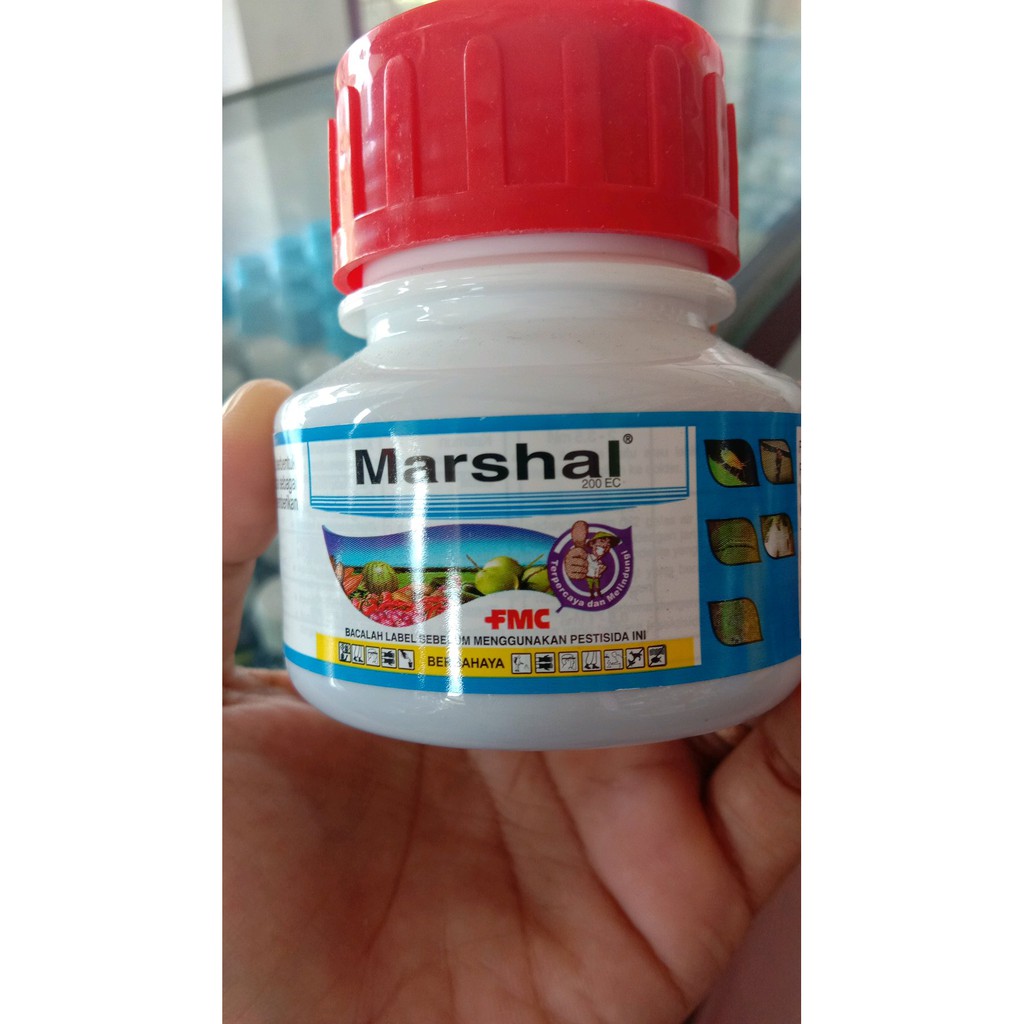 Marshal®
200 EC
Terpercaya dan Melindungi
FMC
BACALAH LABEL SEBELUM MENGGUNAKAN PESTISIDA INI
BERBAHAYA